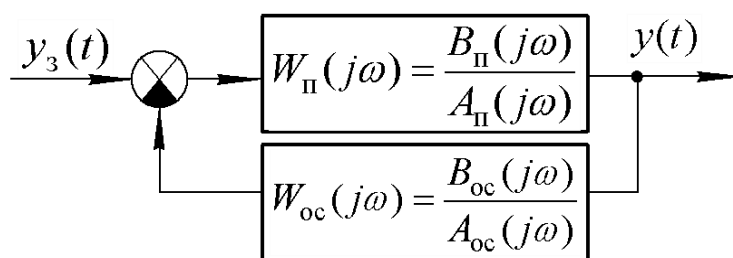 y_з(t)
W_п(jω) = B_п(jω) / A_п(jω)
y(t)
W_ос(jω) = B_ос(jω) / A_ос(jω)